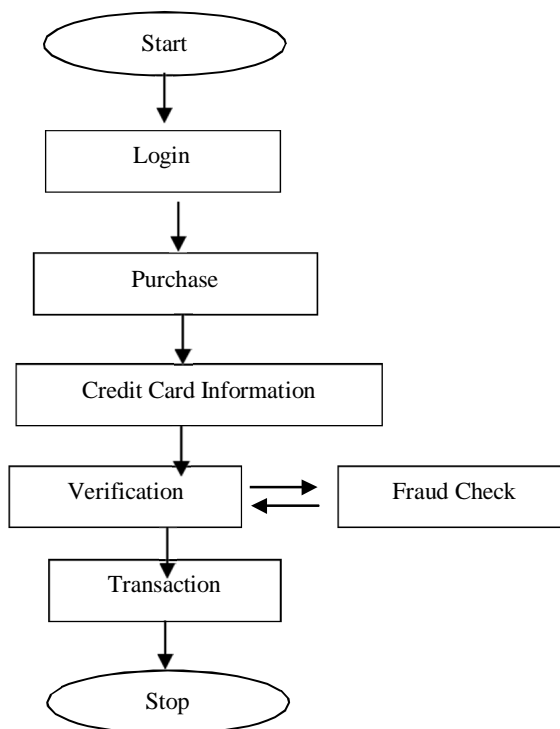 Start
Login
Purchase
Credit Card Information
Verification
Fraud Check
Transaction
Stop